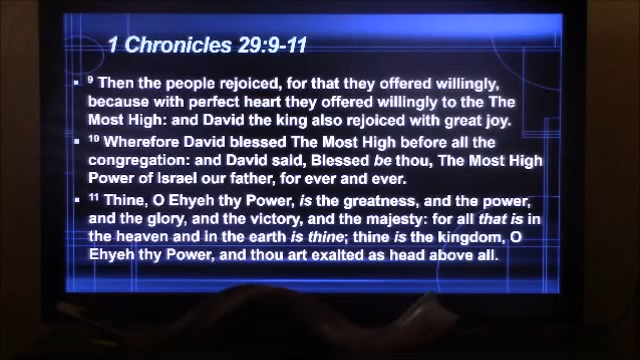 1 Chronicles 29:9-11
▪ 9 Then the people rejoiced, for that they offered willingly,
because with perfect heart they offered willingly to the The
Most High: and David the king also rejoiced with great joy.
▪ 10 Wherefore David blessed The Most High before all the
congregation: and David said, Blessed be thou, The Most High
Power of Israel our father, for ever and ever.
▪ 11 Thine, O Ehyeh thy Power, is the greatness, and the power,
and the glory, and the victory, and the majesty: for all that is in
the heaven and in the earth is thine; thine is the kingdom, O
Ehyeh thy Power, and thou art exalted as head above all.